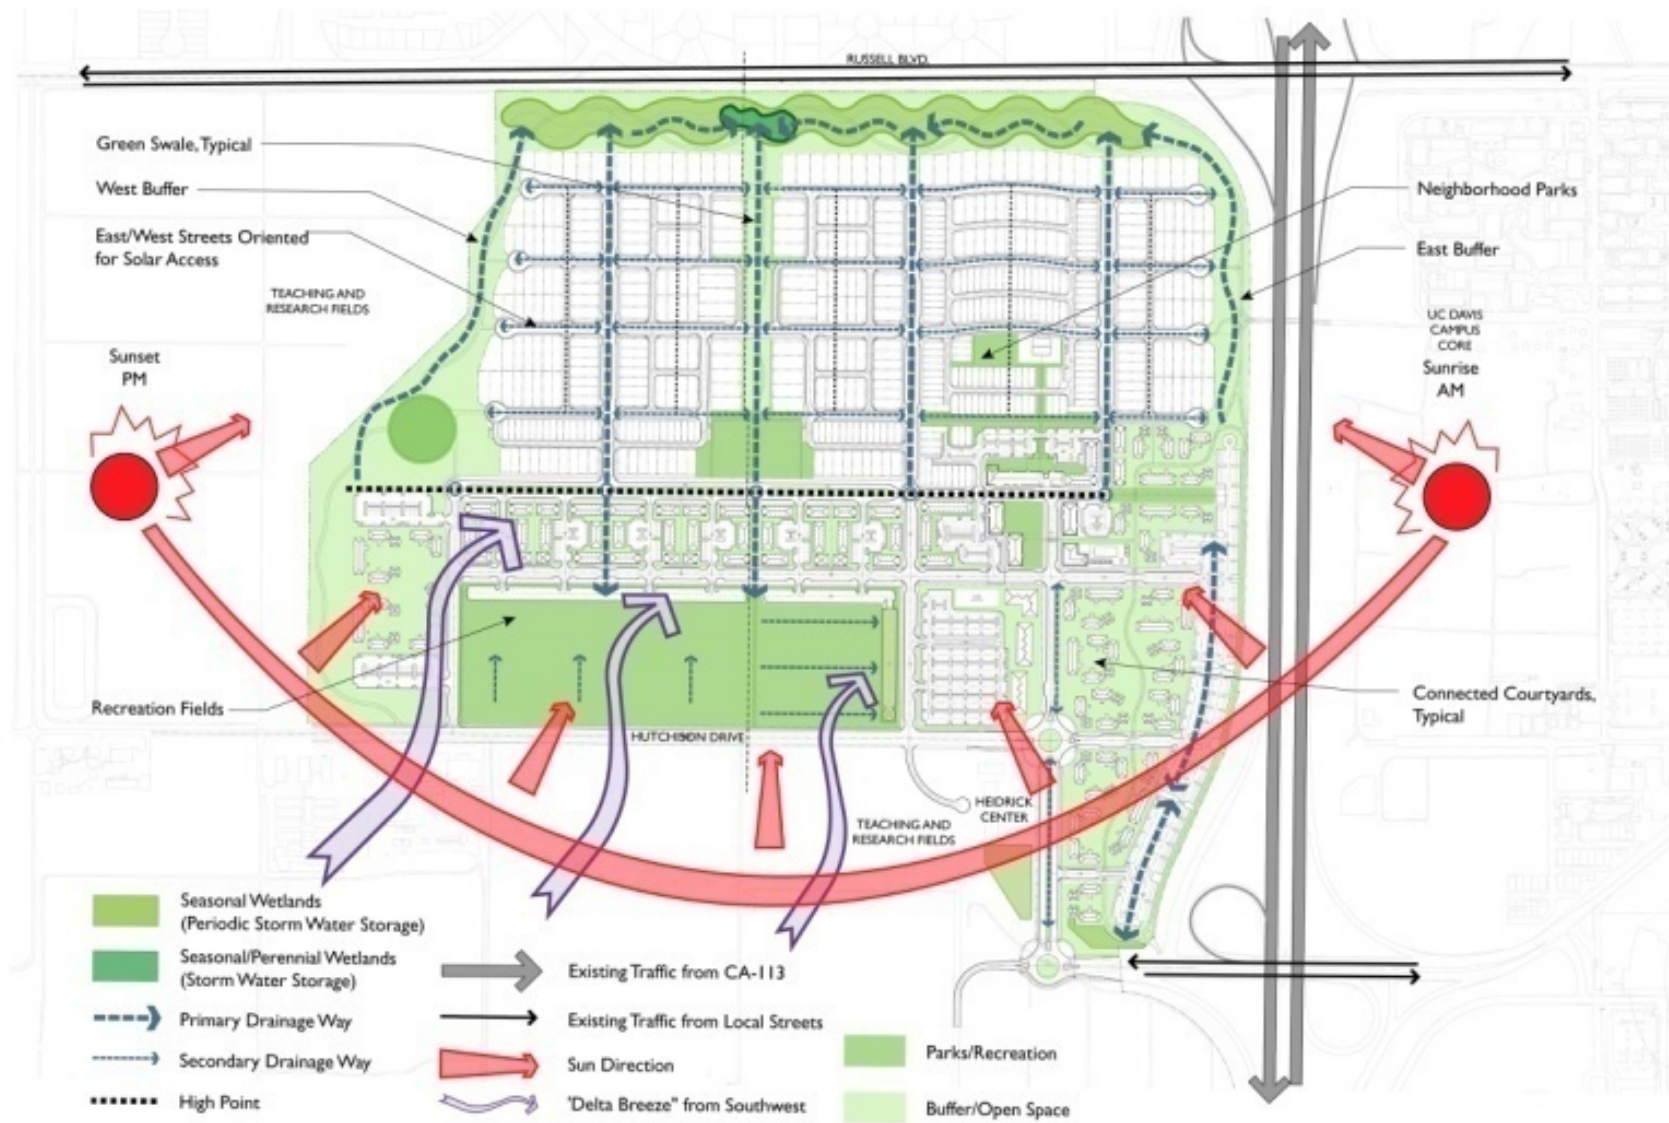 RUSSELL BLVD.
Green Swale, Typical
West Buffer
East/West Streets Oriented
for Solar Access
TEACHING AND
RESEARCH FIELDS
Sunset
PM
Neighborhood Parks
East Buffer
UC DAVIS
CAMPUS
CORE
Sunrise
AM
Recreation Fields
HUTCHISON DRIVE
Connected Courtyards,
Typical
HEIDRICK
CENTER
TEACHING AND
RESEARCH FIELDS
Seasonal Wetlands
(Periodic Storm Water Storage)
Seasonal/Perennial Wetlands
(Storm Water Storage)
Primary Drainage Way
Secondary Drainage Way
High Point
Existing Traffic from CA-113
Existing Traffic from Local Streets
Sun Direction
'Delta Breeze" from Southwest
Parks/Recreation
Buffer/Open Space